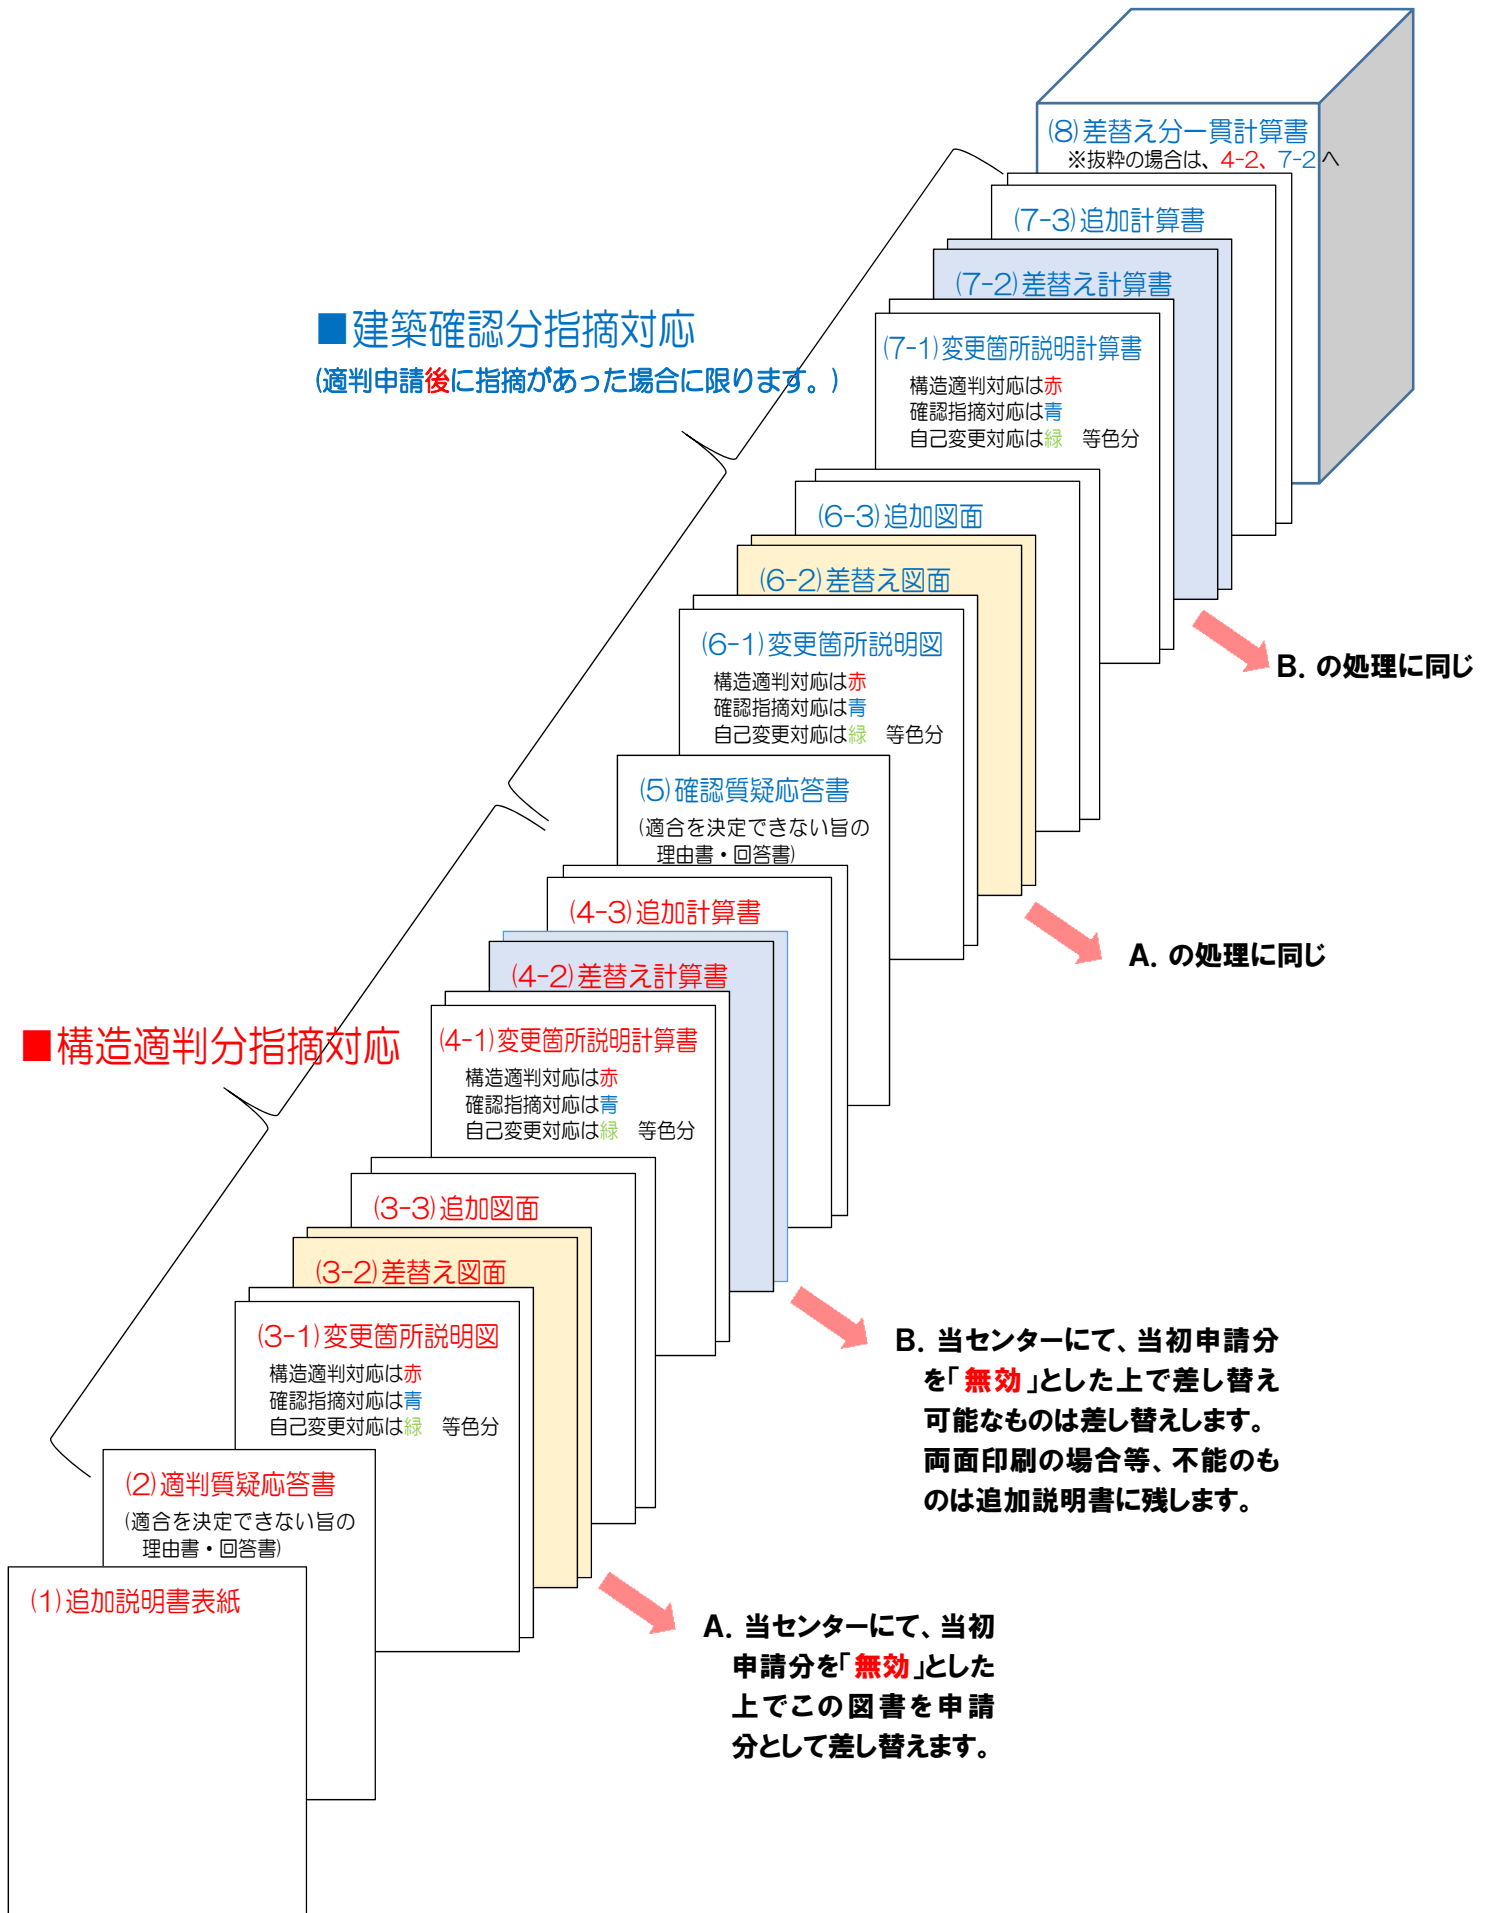 (8)差替え分一貫計算書
※抜粋の場合は、4-2、7-2へ
(7-3)追加計算書
(7-2)差替え計算書
(7-1)変更箇所説明計算書
構造適判対応は赤
確認指摘対応は青
自己変更対応は緑　等色分
■建築確認分指摘対応
(適判申請後に指摘があった場合に限ります。)
(6-3)追加図面
(6-2)差替え図面
(6-1)変更箇所説明図
構造適判対応は赤
確認指摘対応は青
自己変更対応は緑　等色分
B. の処理に同じ
(5)確認質疑応答書
(適合を決定できない旨の
理由書・回答書)
(4-3)追加計算書
(4-2)差替え計算書
(4-1)変更箇所説明計算書
構造適判対応は赤
確認指摘対応は青
自己変更対応は緑　等色分
A. の処理に同じ
■構造適判分指摘対応
(3-3)追加図面
(3-2)差替え図面
(3-1)変更箇所説明図
構造適判対応は赤
確認指摘対応は青
自己変更対応は緑　等色分
B. 当センターにて、当初申請分
を「無効」とした上で差し替え
可能なものは差し替えします。
両面印刷の場合等、不能のも
のは追加説明書に残します。
(2)適判質疑応答書
(適合を決定できない旨の
理由書・回答書)
(1)追加説明書表紙
A. 当センターにて、当初
申請分を「無効」とした
上でこの図書を申請
分として差し替えます。